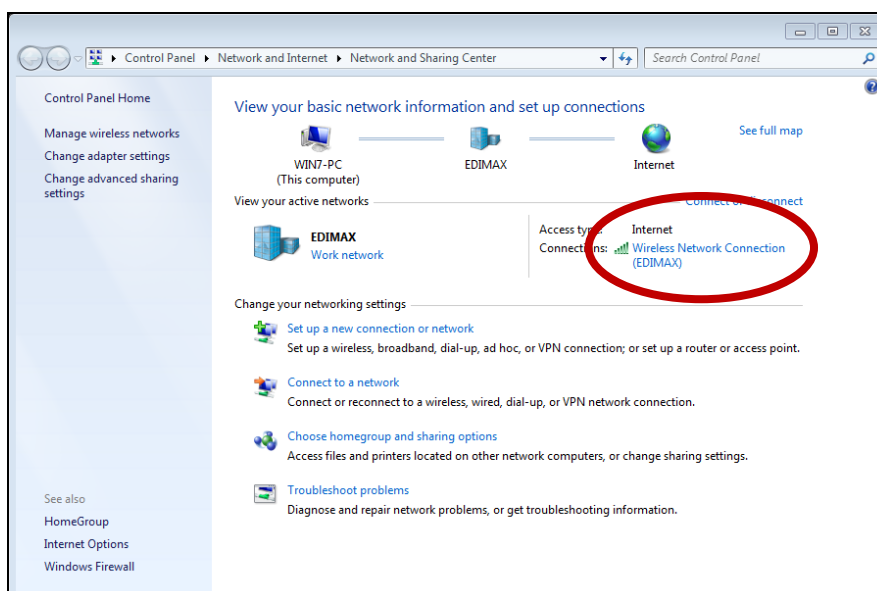 Control Panel ▸ Network and Internet ▸ Network and Sharing Center
Search Control Panel
Control Panel Home
Manage wireless networks
Change adapter settings
Change advanced sharing
settings
View your basic network information and set up connections
See full map
WIN7-PC
(This computer)
EDIMAX
Internet
View your active networks
Connect or disconnect
EDIMAX
Work network
Access type: Internet
Connections: Wireless Network Connection
(EDIMAX)
Change your networking settings
Set up a new connection or network
Set up a wireless, broadband, dial-up, ad hoc, or VPN connection; or set up a router or access point.
Connect to a network
Connect or reconnect to a wireless, wired, dial-up, or VPN network connection.
Choose homegroup and sharing options
Access files and printers located on other network computers, or change sharing settings.
Troubleshoot problems
Diagnose and repair network problems, or get troubleshooting information.
See also
HomeGroup
Internet Options
Windows Firewall